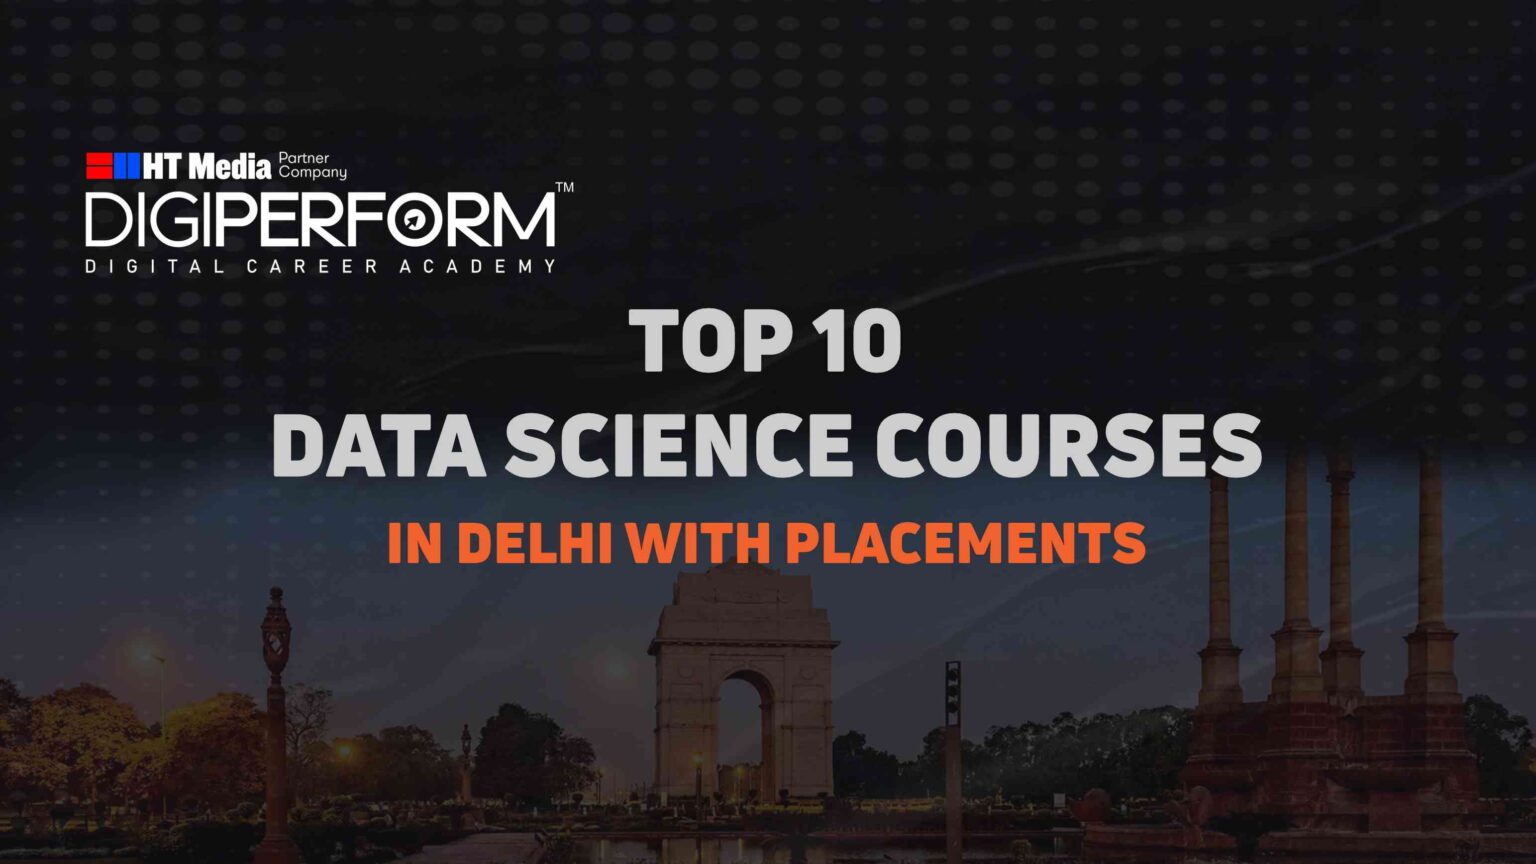 HT Media Partner Company
DIGIPERFORM™
DIGITAL CAREER ACADEMY
TOP 10
DATA SCIENCE COURSES
IN DELHI WITH PLACEMENTS